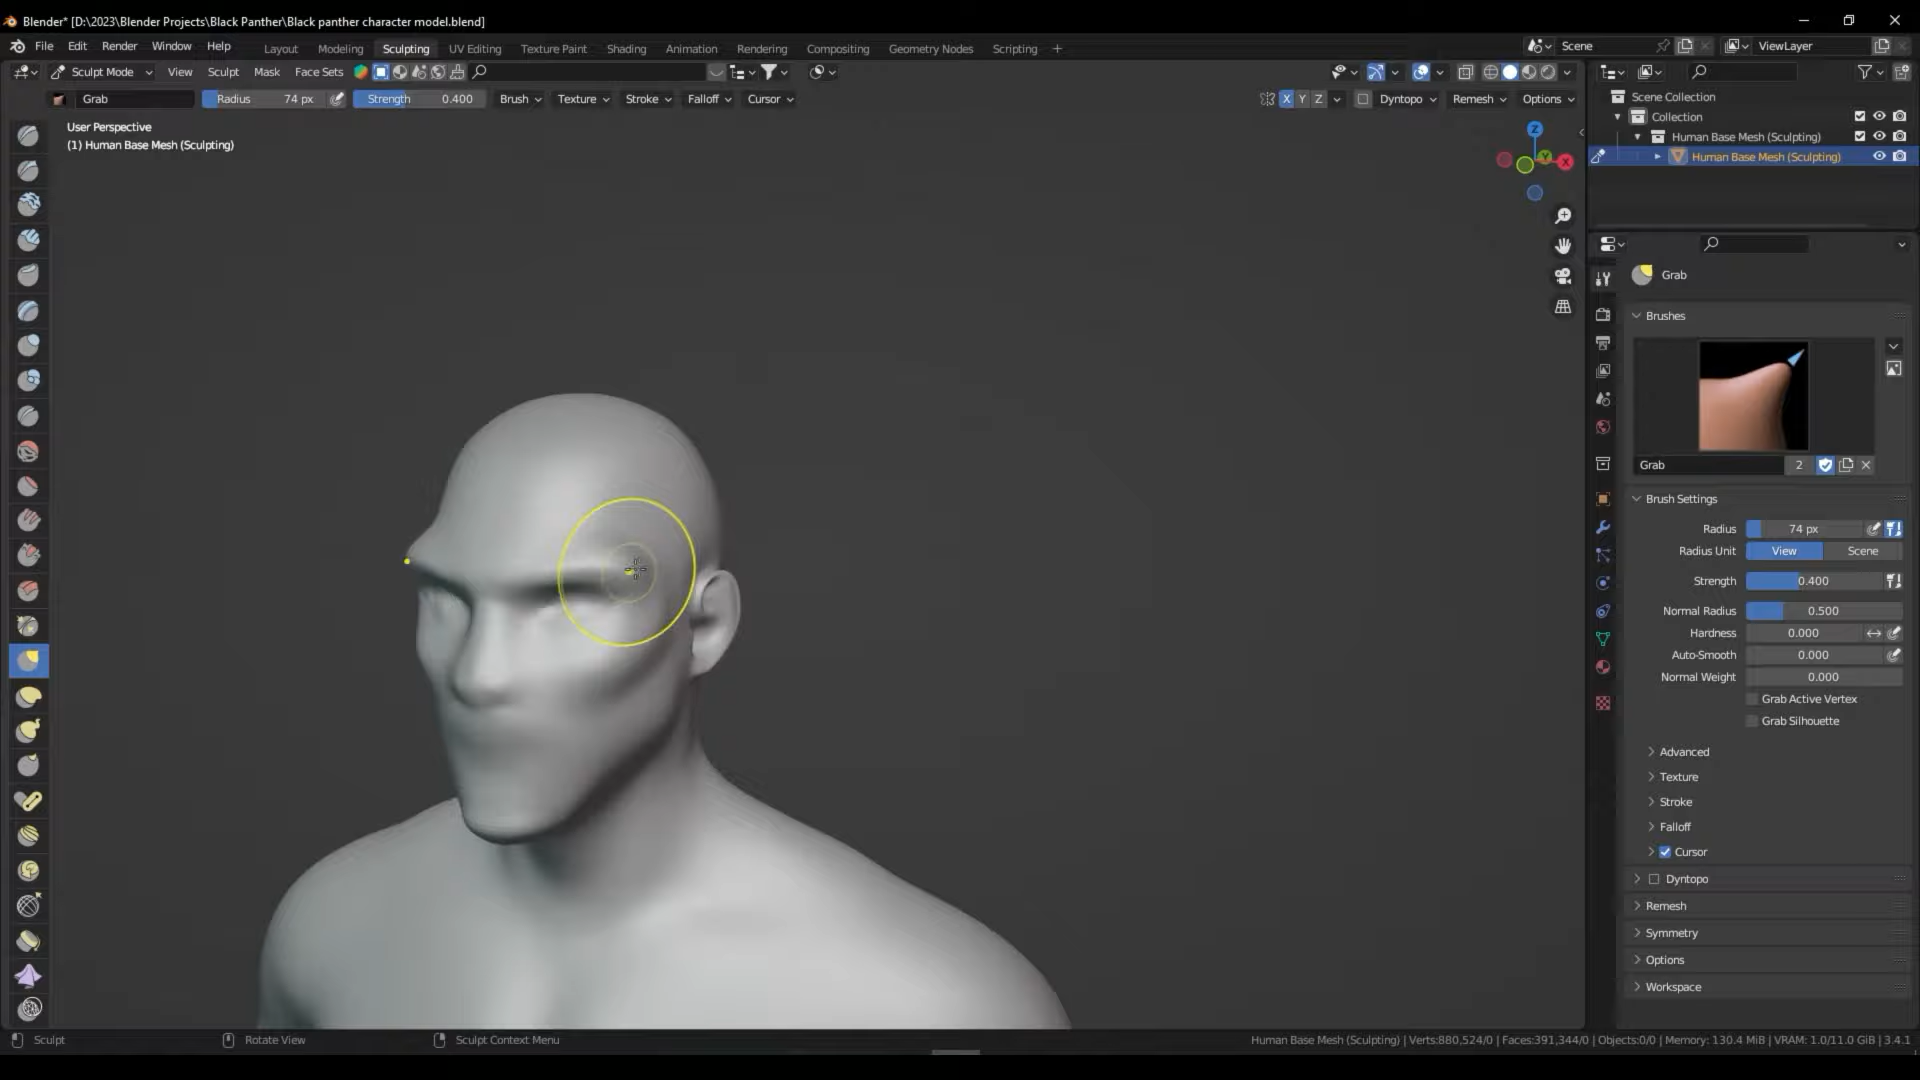 Blender* [D:\2023\Blender Projects\Black Panther\Black panther character model.blend]
File Edit Render Window Help Layout Modeling Sculpting UV Editing Texture Paint Shading Animation Rendering Compositing Geometry Nodes Scripting + Scene ViewLayer
Sculpt Mode View Sculpt Mask Face Sets
Grab Radius 74 px Strength 0.400 Brush Texture Stroke Falloff Cursor X Y Z Dyntopo Remesh Options
User Perspective
(1) Human Base Mesh (Sculpting)
Z
Y
X
Scene Collection
Collection
Human Base Mesh (Sculpting)
Human Base Mesh (Sculpting)
Grab
Brushes
Grab 2
Brush Settings
Radius 74 px
Radius Unit View Scene
Strength 0.400
Normal Radius 0.500
Hardness 0.000
Auto-Smooth 0.000
Normal Weight 0.000
Grab Active Vertex
Grab Silhouette
Advanced
Texture
Stroke
Falloff
Cursor
Dyntopo
Remesh
Symmetry
Options
Workspace
Sculpt Rotate View Sculpt Context Menu Human Base Mesh (Sculpting) | Verts:880,524/0 | Faces:391,344/0 | Objects:0/0 | Memory: 130.4 MiB | VRAM: 1.0/11.0 GiB | 3.4.1